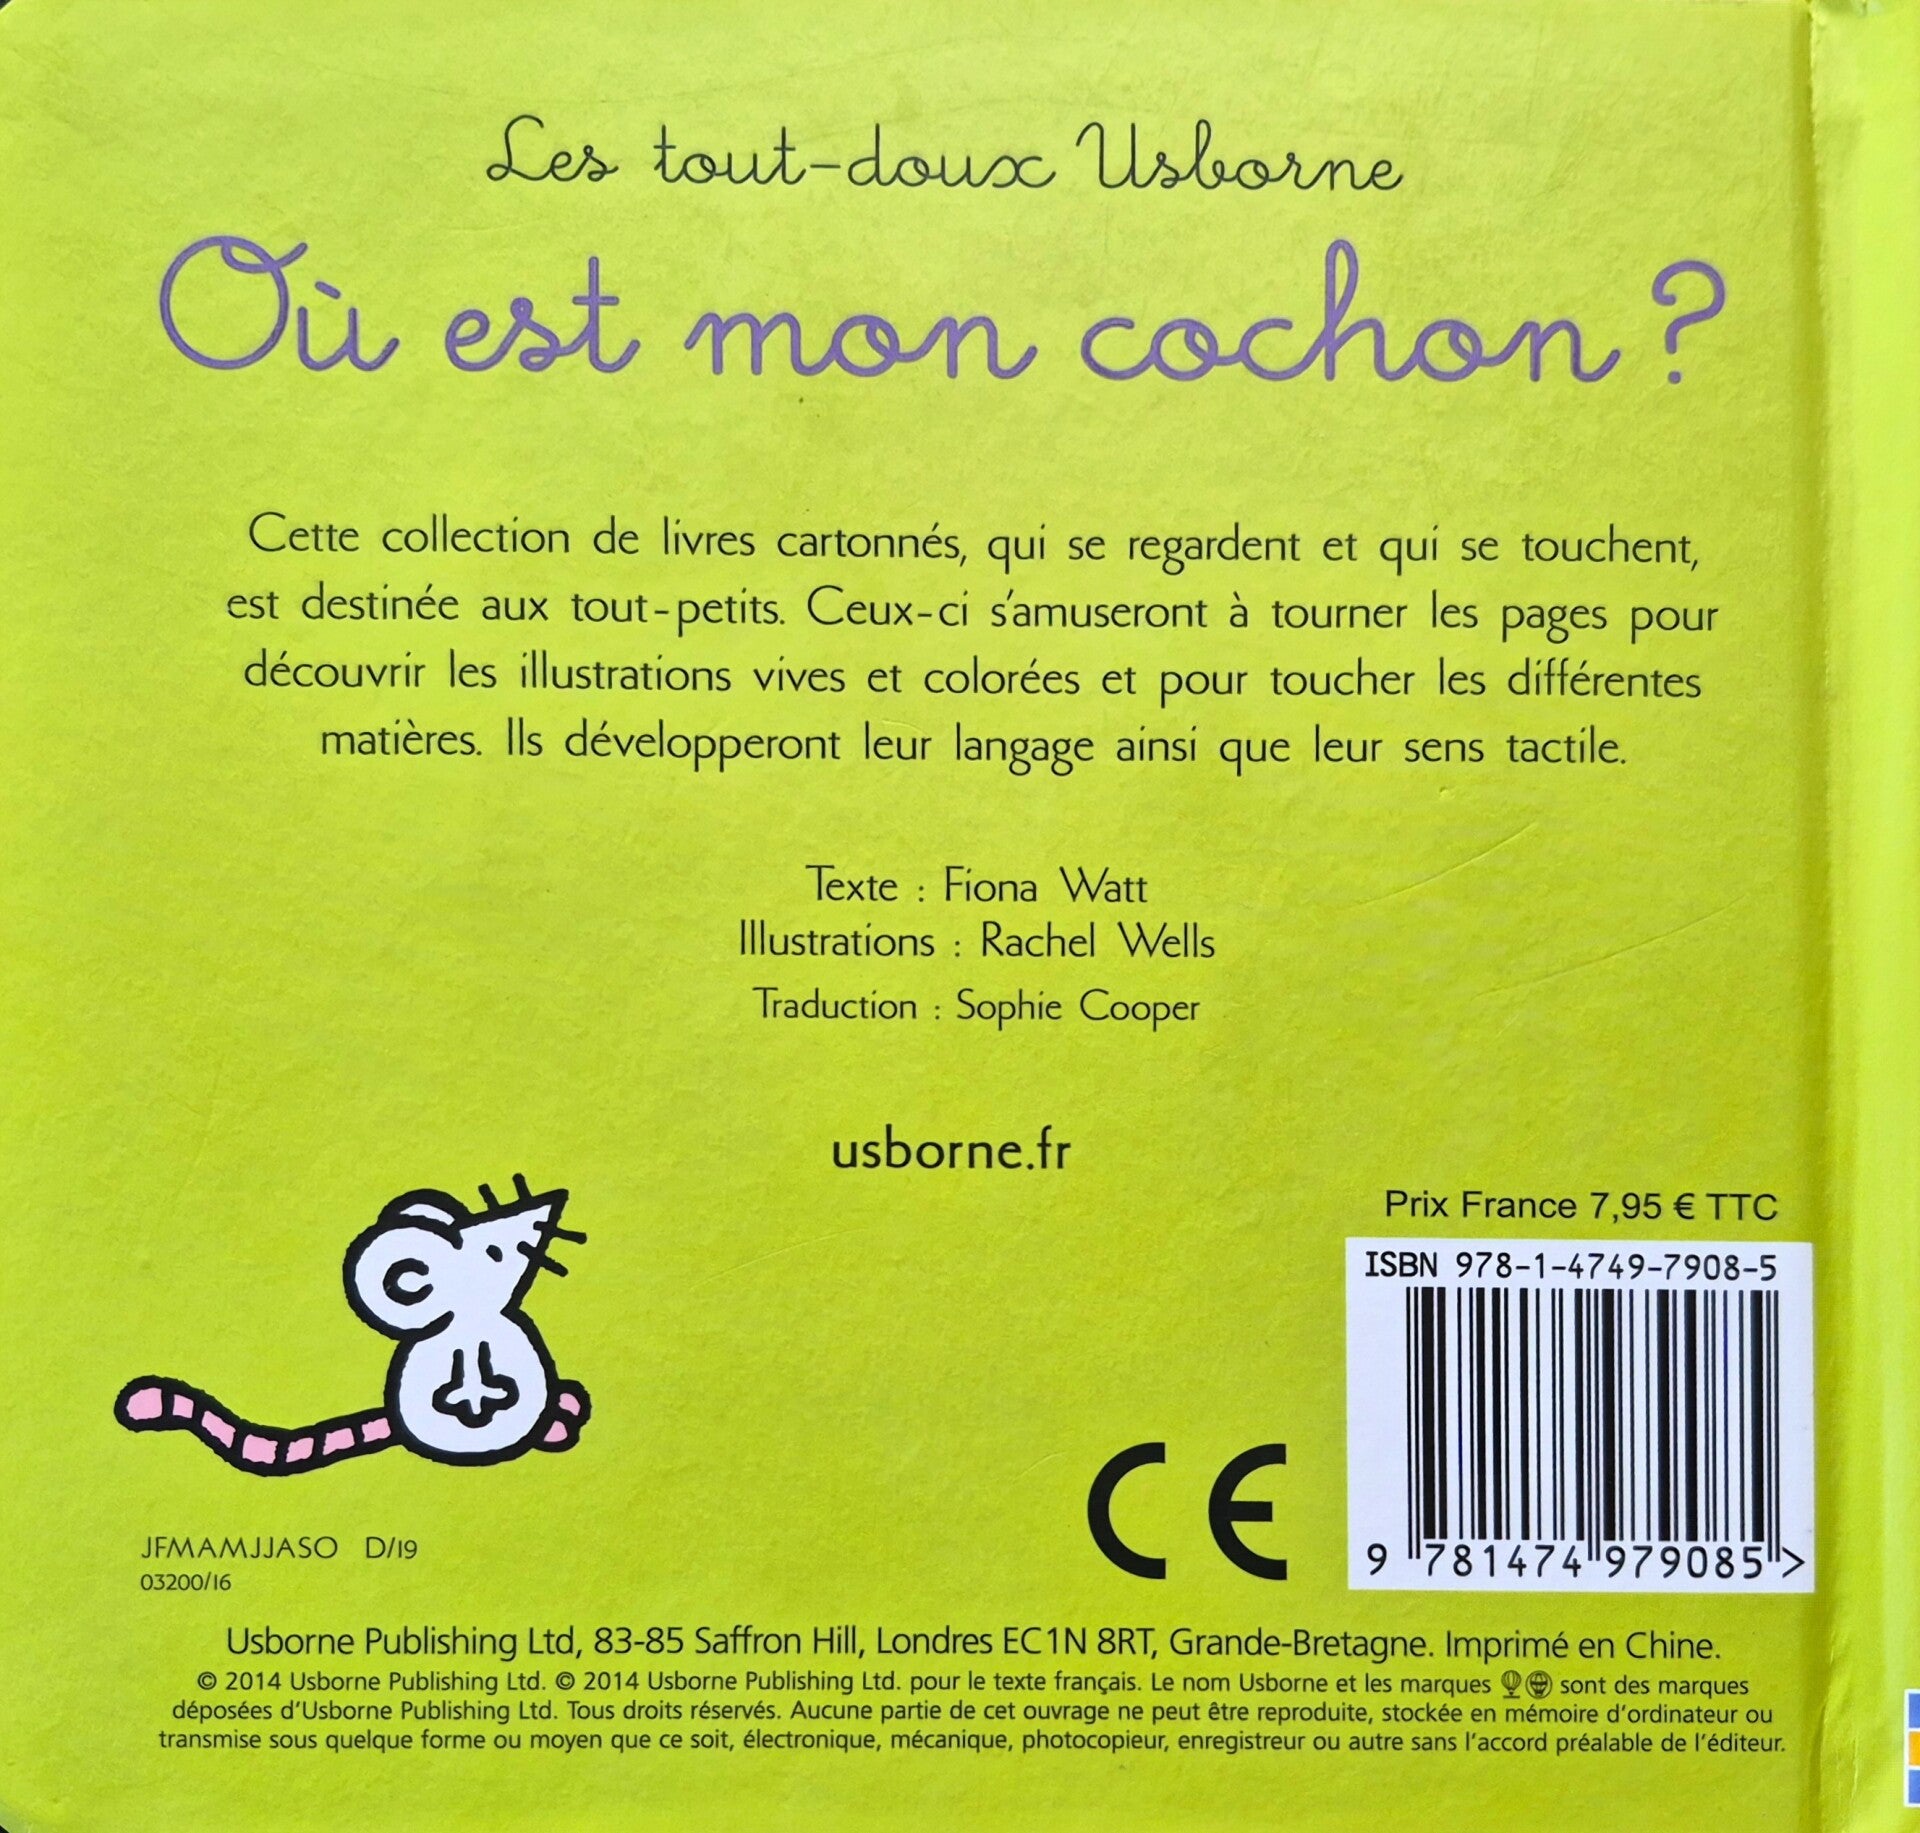 Les tout-doux Usborne
Où est mon cochon ?
Cette collection de livres cartonnés, qui se regardent et qui se touchent,
est destinée aux tout-petits. Ceux-ci s'amuseront à tourner les pages pour
découvrir les illustrations vives et colorées et pour toucher les différentes
matières. Ils développeront leur langage ainsi que leur sens tactile.
Texte : Fiona Watt
Illustrations : Rachel Wells
Traduction : Sophie Cooper
usborne.fr
Prix France 7,95 € TTC
ISBN 978-1-4749-7908-5
9 781474 979085 >
CE
JFMAMJJASO D/19
03200/16
Usborne Publishing Ltd, 83-85 Saffron Hill, Londres EC1N 8RT, Grande-Bretagne. Imprimé en Chine.
© 2014 Usborne Publishing Ltd. © 2014 Usborne Publishing Ltd. pour le texte français. Le nom Usborne et les marques sont des marques
déposées d'Usborne Publishing Ltd. Tous droits réservés. Aucune partie de cet ouvrage ne peut être reproduite, stockée en mémoire d'ordinateur ou
transmise sous quelque forme ou moyen que ce soit, électronique, mécanique, photocopieur, enregistreur ou autre sans l'accord préalable de l'éditeur.